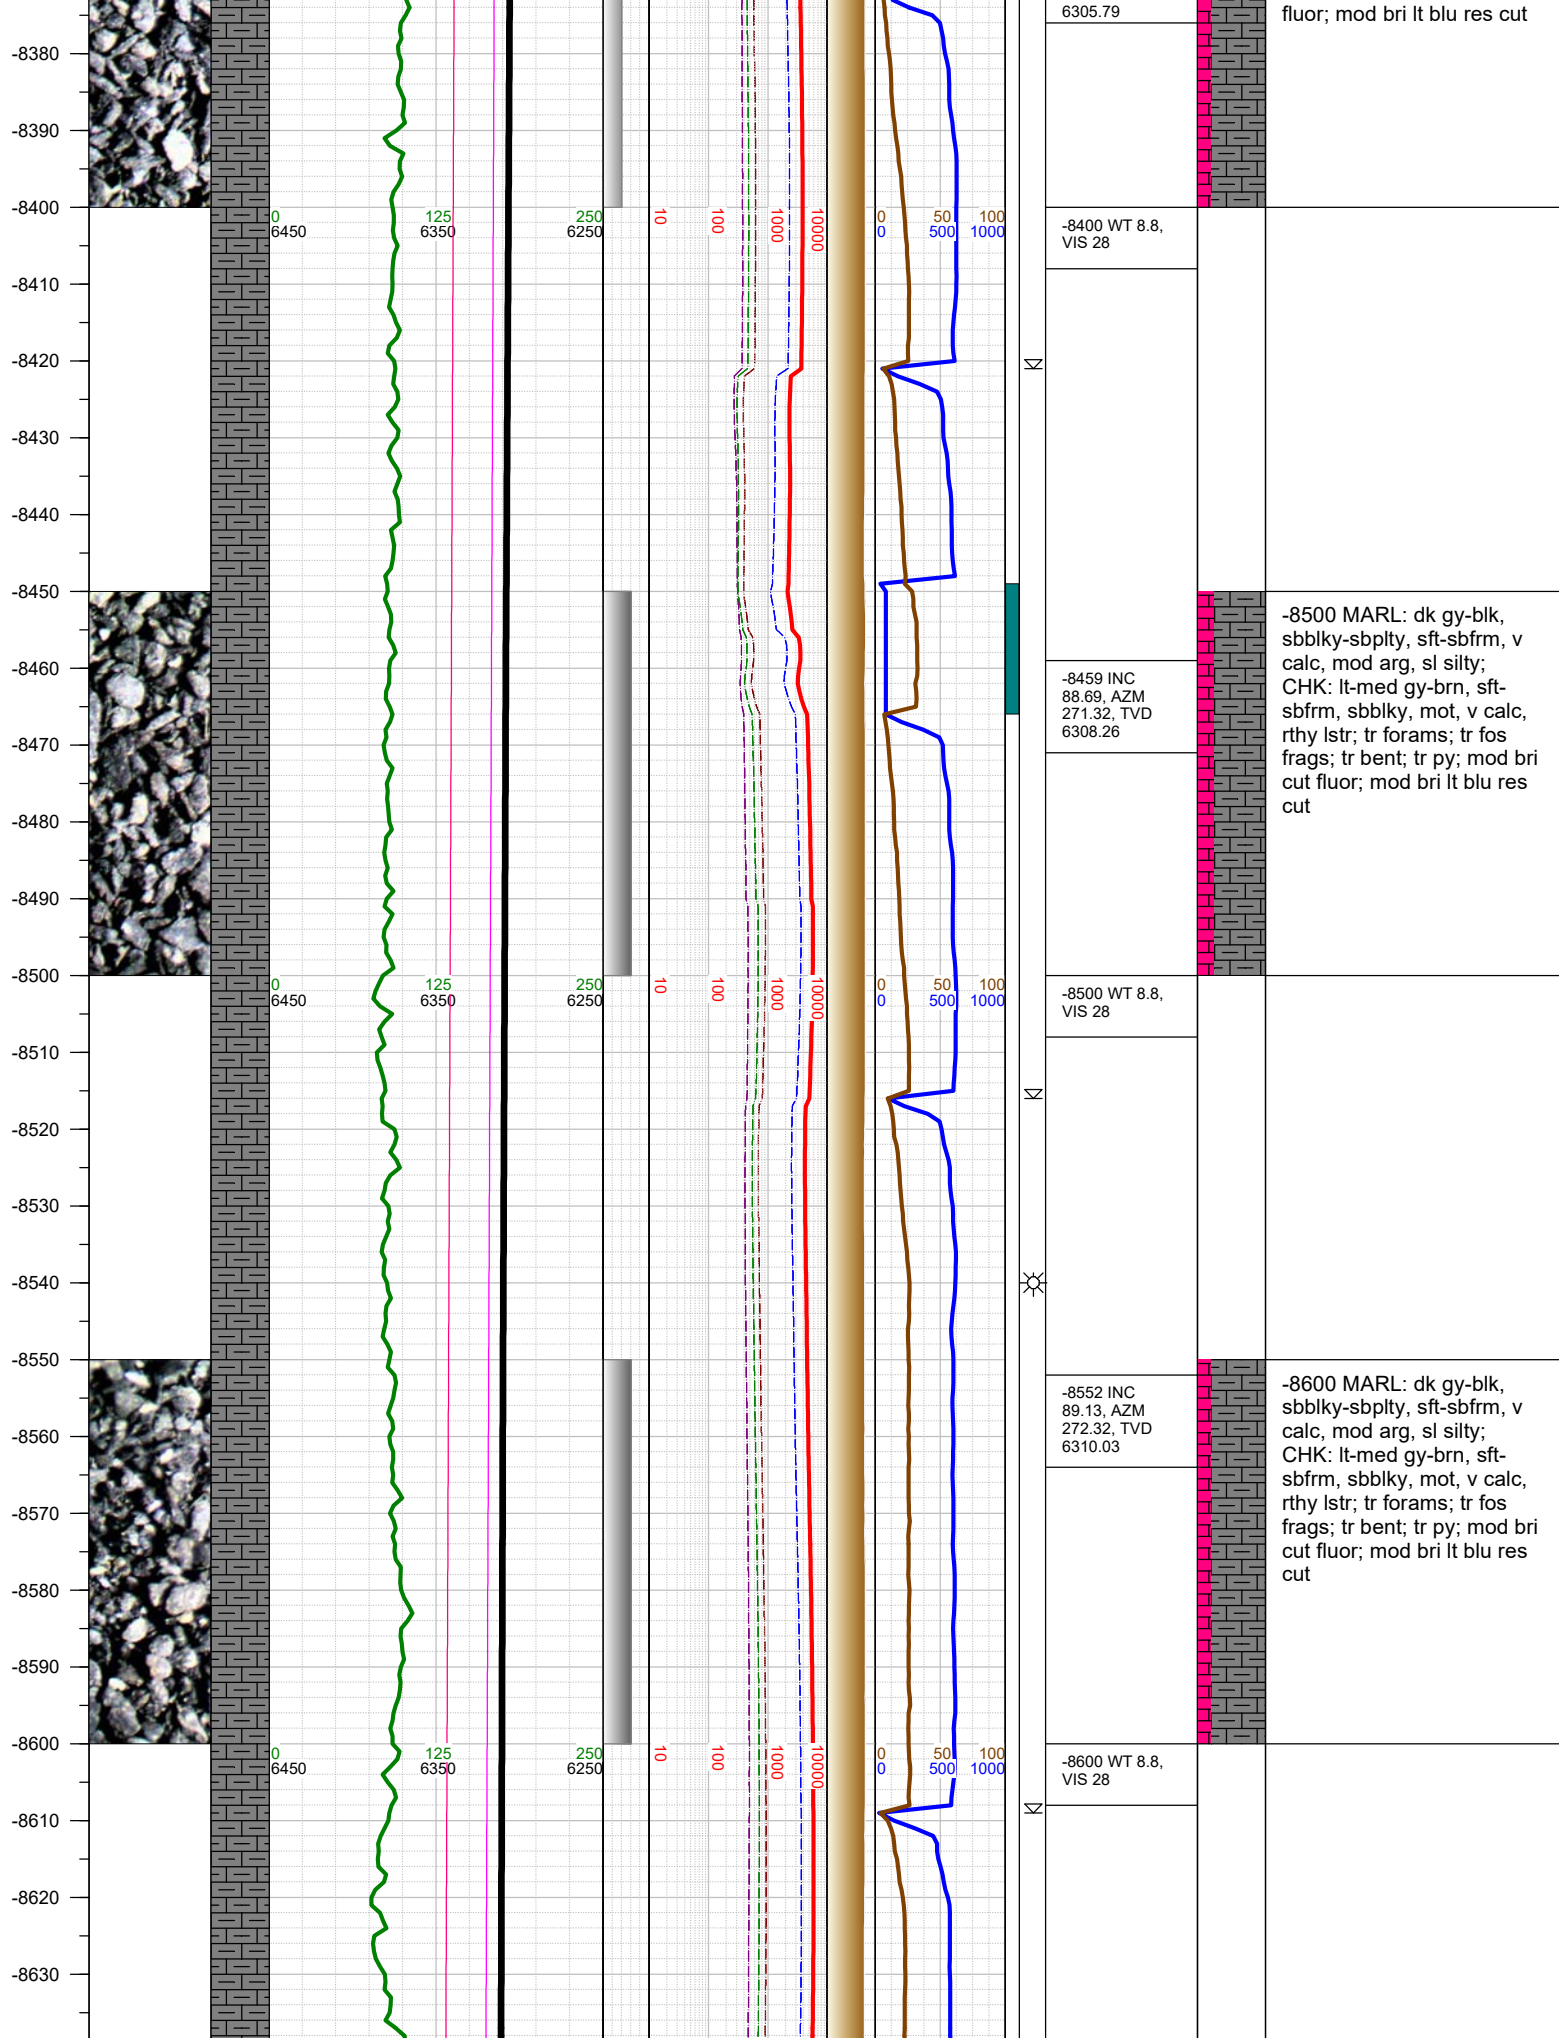 6305.79
fluor; mod bri lt blu res cut
-8380
-8390
-8400
0 125 250
6450 6350 6250
10 100 1000 10000
0 50 100
0 500 1000
-8400 WT 8.8,
VIS 28
-8410
-8420
-8430
-8440
-8450
-8500 MARL: dk gy-blk,
sbblky-sbplty, sft-sbfrm, v
calc, mod arg, sl silty;
CHK: lt-med gy-brn, sft-
sbfrm, sbblky, mot, v calc,
rthy lstr; tr forams; tr fos
frags; tr bent; tr py; mod bri
cut fluor; mod bri lt blu res
cut
-8460
-8459 INC
88.69, AZM
271.32, TVD
6308.26
-8470
-8480
-8490
-8500
0 125 250
6450 6350 6250
10 100 1000 10000
0 50 100
0 500 1000
-8500 WT 8.8,
VIS 28
-8510
-8520
-8530
-8540
-8550
-8552 INC
89.13, AZM
272.32, TVD
6310.03
-8600 MARL: dk gy-blk,
sbblky-sbplty, sft-sbfrm, v
calc, mod arg, sl silty;
CHK: lt-med gy-brn, sft-
sbfrm, sbblky, mot, v calc,
rthy lstr; tr forams; tr fos
frags; tr bent; tr py; mod bri
cut fluor; mod bri lt blu res
cut
-8560
-8570
-8580
-8590
-8600
0 125 250
6450 6350 6250
10 100 1000 10000
0 50 100
0 500 1000
-8600 WT 8.8,
VIS 28
-8610
-8620
-8630